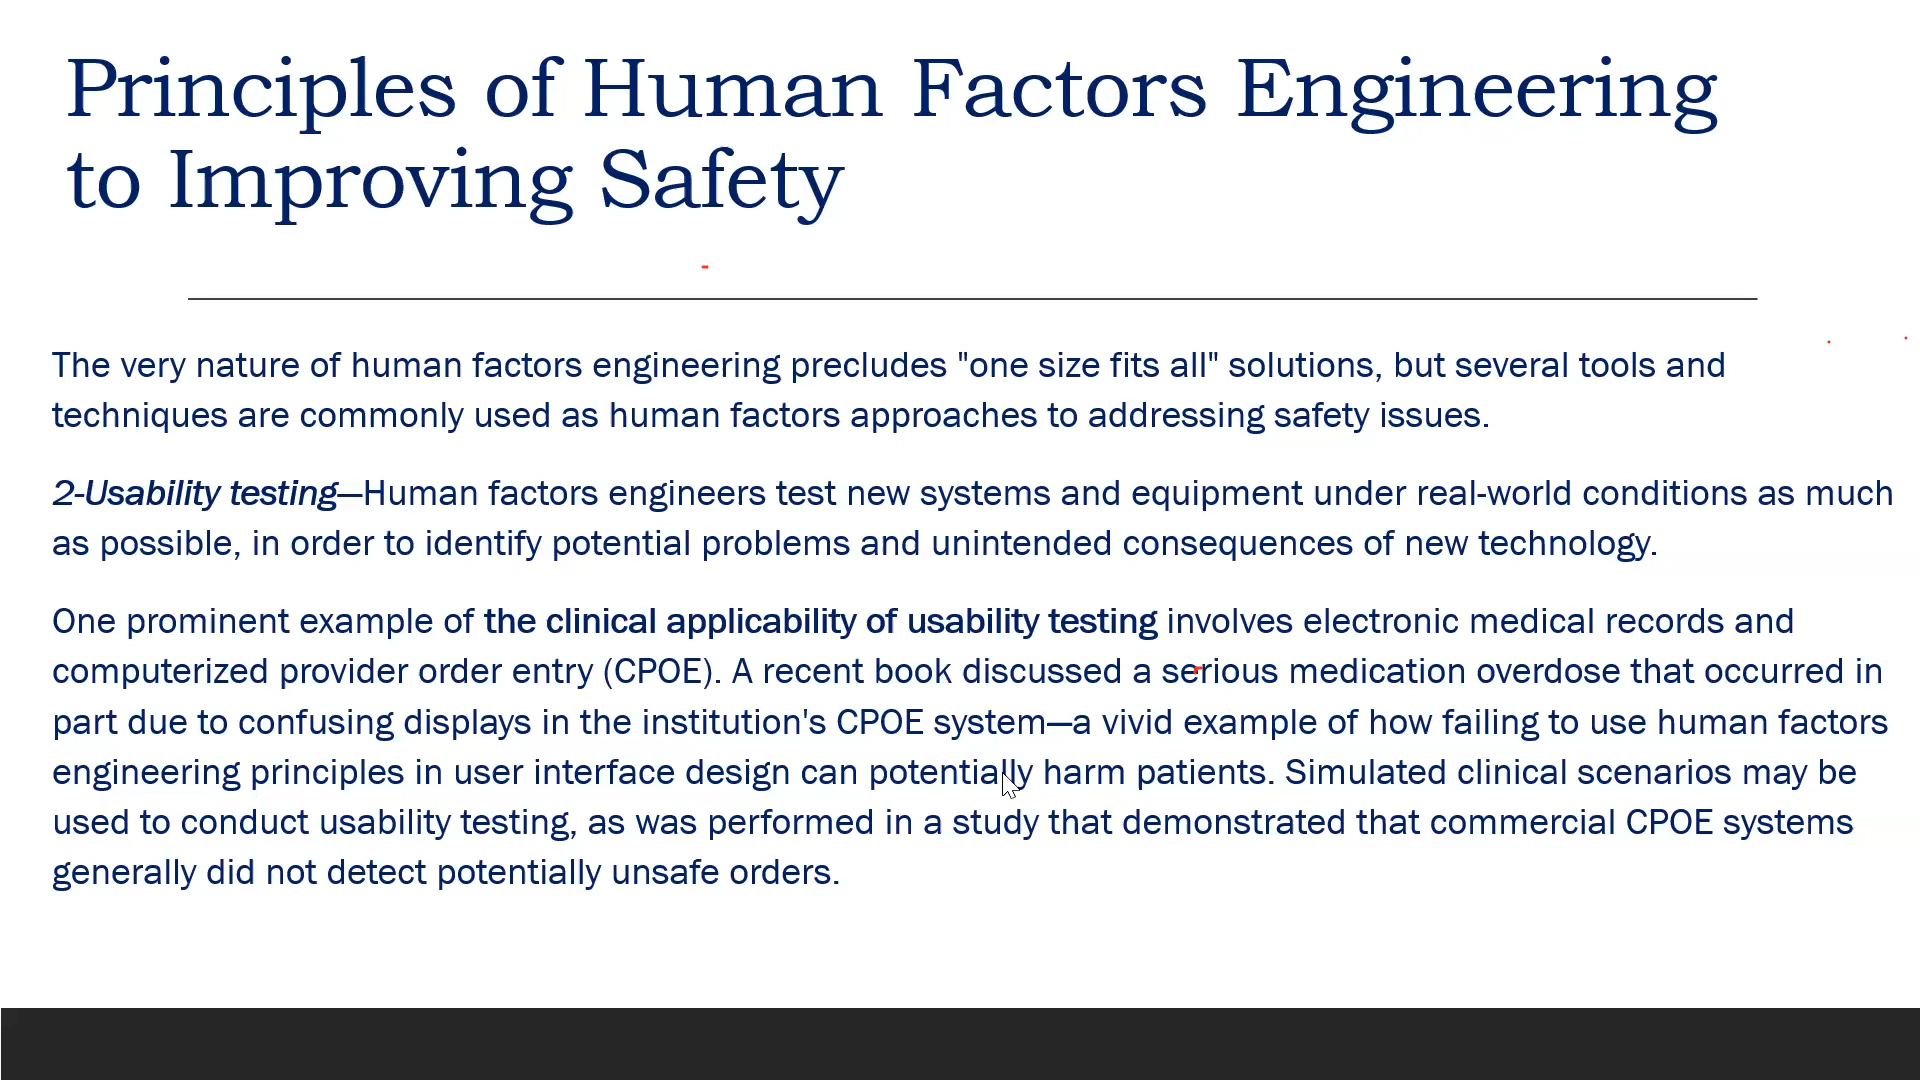 Principles of Human Factors Engineering
to Improving Safety
The very nature of human factors engineering precludes "one size fits all" solutions, but several tools and
techniques are commonly used as human factors approaches to addressing safety issues.
2-Usability testing—Human factors engineers test new systems and equipment under real-world conditions as much
as possible, in order to identify potential problems and unintended consequences of new technology.
One prominent example of the clinical applicability of usability testing involves electronic medical records and
computerized provider order entry (CPOE). A recent book discussed a serious medication overdose that occurred in
part due to confusing displays in the institution's CPOE system—a vivid example of how failing to use human factors
engineering principles in user interface design can potentially harm patients. Simulated clinical scenarios may be
used to conduct usability testing, as was performed in a study that demonstrated that commercial CPOE systems
generally did not detect potentially unsafe orders.